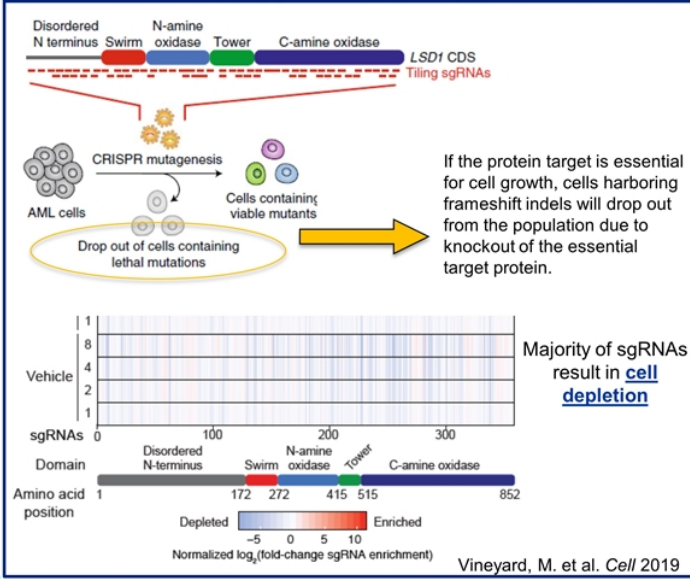 Disordered
N terminus
Swirm
N-amine
oxidase
Tower
C-amine oxidase
LSD1 CDS
Tiling sgRNAs
CRISPR mutagenesis
AML cells
Cells containing
viable mutants
Drop out of cells containing
lethal mutations
If the protein target is essential
for cell growth, cells harboring
frameshift indels will drop out
from the population due to
knockout of the essential
target protein.
1
8
Vehicle
4
2
1
sgRNAs
0
100
200
300
Majority of sgRNAs
result in cell
depletion
Domain
Disordered
N-terminus
Swirm
N-amine
oxidase
Tower
C-amine oxidase
Amino acid
position
1
172
272
415
515
852
Depleted
Enriched
−5 0 5 10
Normalized log2(fold-change sgRNA enrichment)
Vineyard, M. et al. Cell 2019